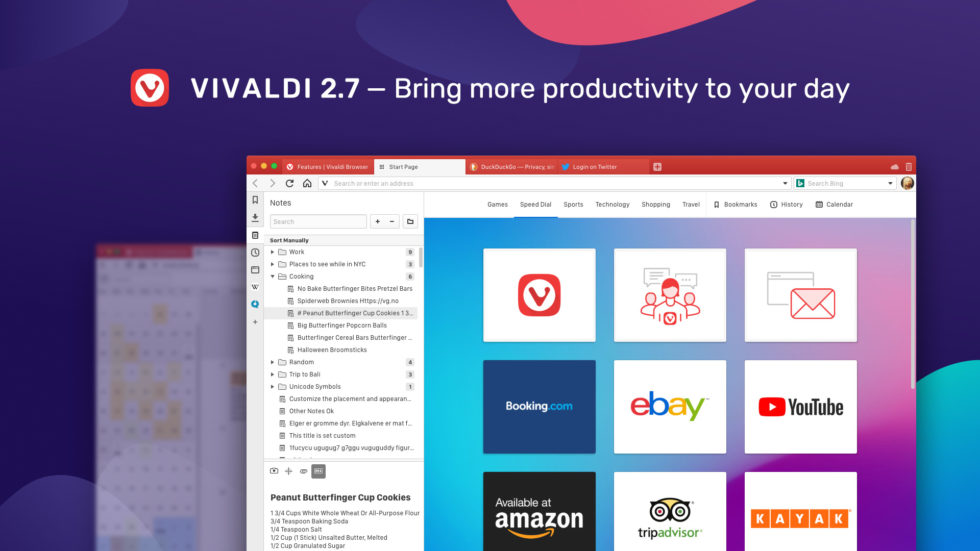 VIVALDI 2.7 — Bring more productivity to your day
Features | Vivaldi Browser
Start Page
DuckDuckGo — Privacy, sim
Login on Twitter
Search or enter an address
Search Bing
Notes
Games
Speed Dial
Sports
Technology
Shopping
Travel
Bookmarks
History
Calendar
Search
Sort Manually
Work 9
Places to see while in NYC 3
Cooking 6
No Bake Butterfinger Bites Pretzel Bars
Spiderweb Brownies Https://vg.no
# Peanut Butterfinger Cup Cookies 1 3...
Big Butterfinger Popcorn Balls
Butterfinger Cereal Bars Butterfinger ...
Halloween Broomsticks
Random 4
Trip to Bali 3
Unicode Symbols 1
Customize the placement and appearan...
Other Notes Ok
Elger er gromme dyr. Elgkalvene er mat f...
This title is set custom
1fucycu ugugug7 g7ggu vuguguddy figur...
Peanut Butterfinger Cup Cookies
1 3/4 Cups White Whole Wheat Or All-Purpose Flour
3/4 Teaspoon Baking Soda
1/4 Teaspoon Salt
1/2 Cup (1 Stick) Unsalted Butter, Melted
1/2 Cup Granulated Sugar
Booking.com
ebay™
YouTube
Available at
amazon
tripadvisor®
KAYAK®